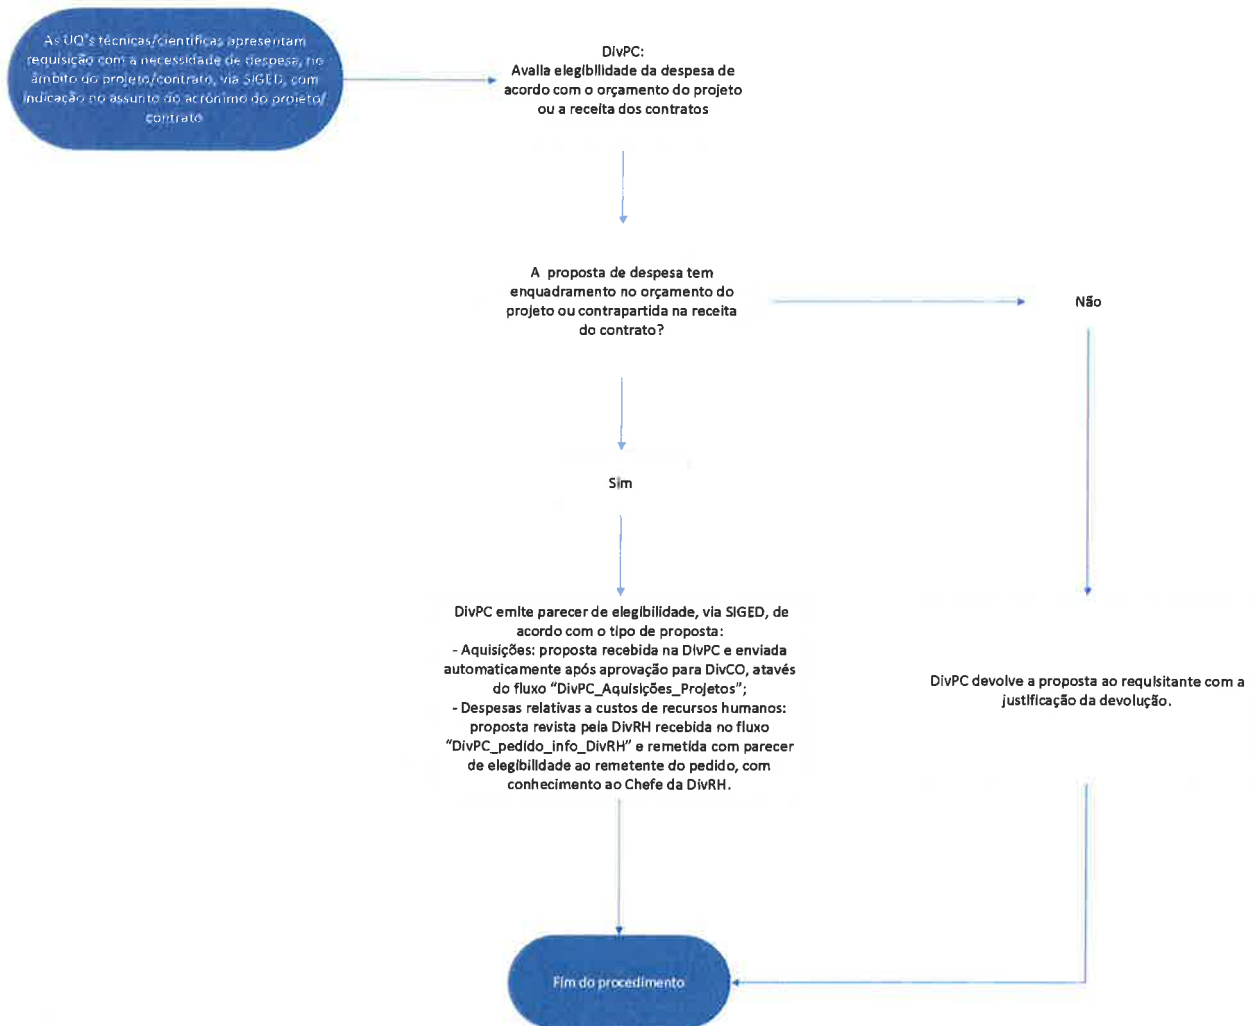 As UO's técnicas/científicas apresentam
requisição com a necessidade de despesa, no
âmbito do projeto/contrato, via SIGED, com
indicação no assunto do acrónimo do projeto/
contrato
DivPC:
Avalia elegibilidade da despesa de
acordo com o orçamento do projeto
ou a receita dos contratos
A proposta de despesa tem
enquadramento no orçamento do
projeto ou contrapartida na receita
do contrato?
Não
Sim
DivPC emite parecer de elegibilidade, via SIGED, de
acordo com o tipo de proposta:
- Aquisições: proposta recebida na DivPC e enviada
automaticamente após aprovação para DivCO, atavés
do fluxo “DivPC_Aquisições_Projetos”;
- Despesas relativas a custos de recursos humanos:
proposta revista pela DivRH recebida no fluxo
“DivPC_pedido_info_DivRH” e remetida com parecer
de elegibilidade ao remetente do pedido, com
conhecimento ao Chefe da DivRH.
DivPC devolve a proposta ao requisitante com a
justificação da devolução.
Fim do procedimento